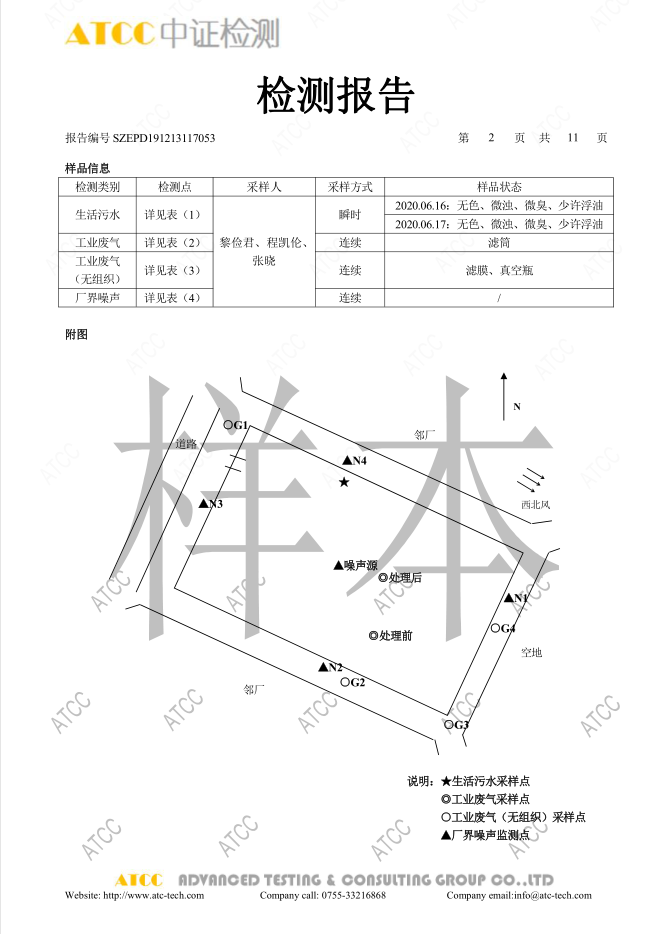 ATCC 中证检测
检测报告
报告编号 SZEPD191213117053 第 2 页 共 11 页
样品信息
检测类别 检测点 采样人 采样方式 样品状态
生活污水 详见表（1） 黎俭君、程凯伦、张晓 瞬时 2020.06.16：无色、微浊、微臭、少许浮油
2020.06.17：无色、微浊、微臭、少许浮油
工业废气 详见表（2） 连续 滤筒
工业废气（无组织） 详见表（3） 连续 滤膜、真空瓶
厂界噪声 详见表（4） 连续 /
附图
样本
N
○G1
邻厂
道路
▲N4
★
西北风
▲N3
▲噪声源
◎处理后
▲N1
○G4
◎处理前
空地
▲N2
○G2
邻厂
◎G3
说明：★生活污水采样点
◎工业废气采样点
○工业废气（无组织）采样点
▲厂界噪声监测点
ATCC ADVANCED TESTING & CONSULTING GROUP CO.,LTD
Website: http://www.atc-tech.com Company call: 0755-33216868 Company email:info@atc-tech.com